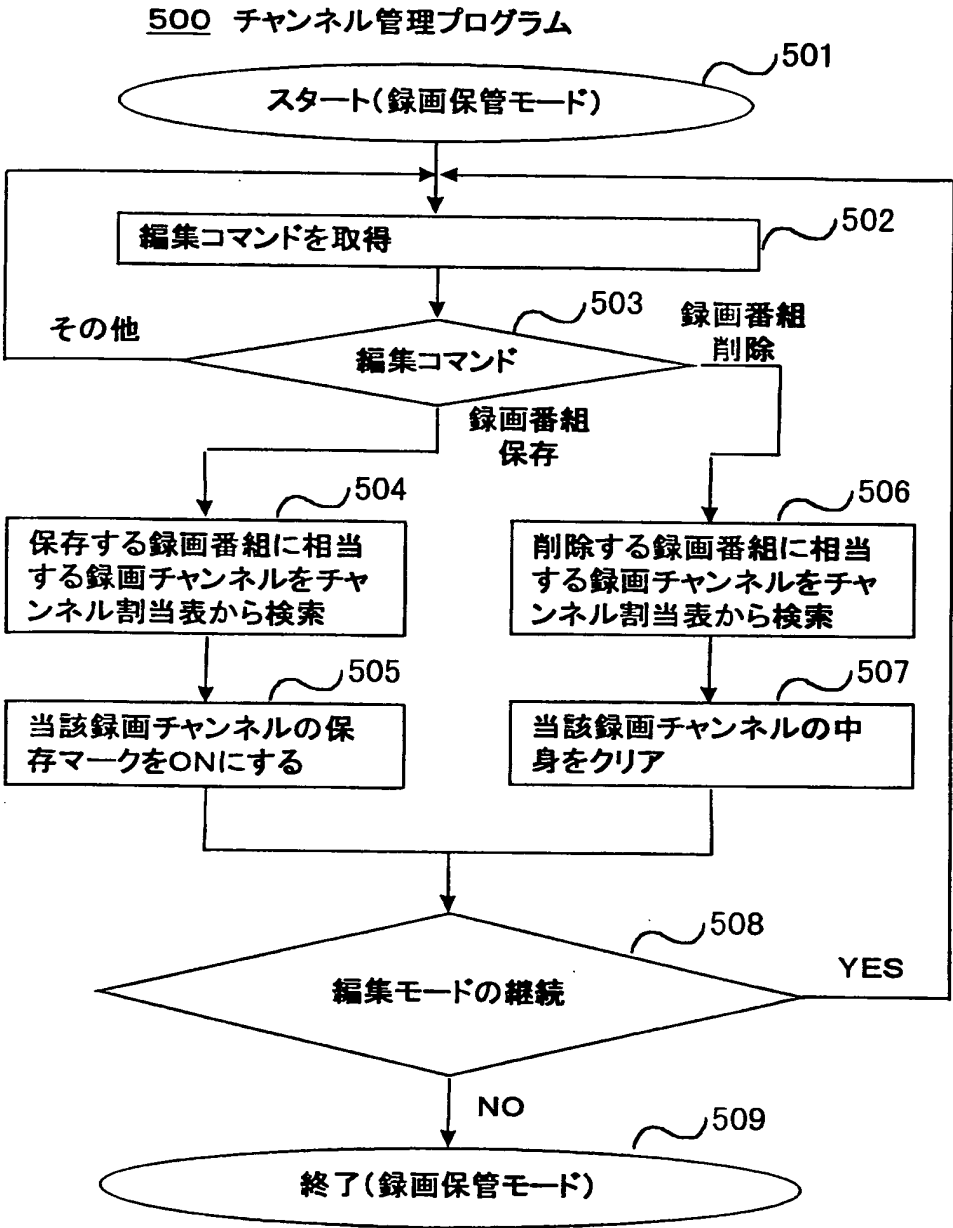 500 チャンネル管理プログラム
501
スタート(録画保管モード)
502
編集コマンドを取得
503
その他
編集コマンド
録画番組
削除
録画番組
保存
504
保存する録画番組に相当
する録画チャンネルをチャ
ンネル割当表から検索
506
削除する録画番組に相当
する録画チャンネルをチャ
ンネル割当表から検索
505
当該録画チャンネルの保
存マークをONにする
507
当該録画チャンネルの中
身をクリア
508
編集モードの継続
YES
NO
509
終了(録画保管モード)